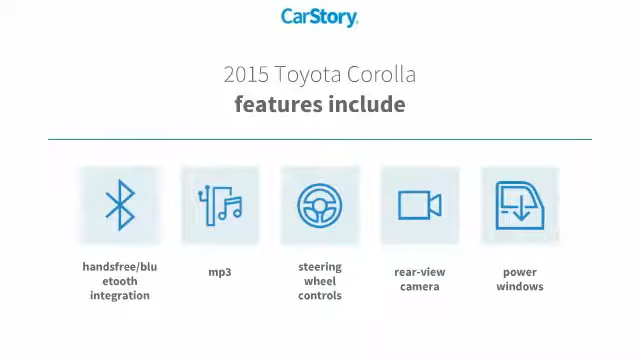 CarStory
2015 Toyota Corolla
features include
handsfree/blu
etooth
integration
mp3
steering
wheel
controls
rear-view
camera
power
windows